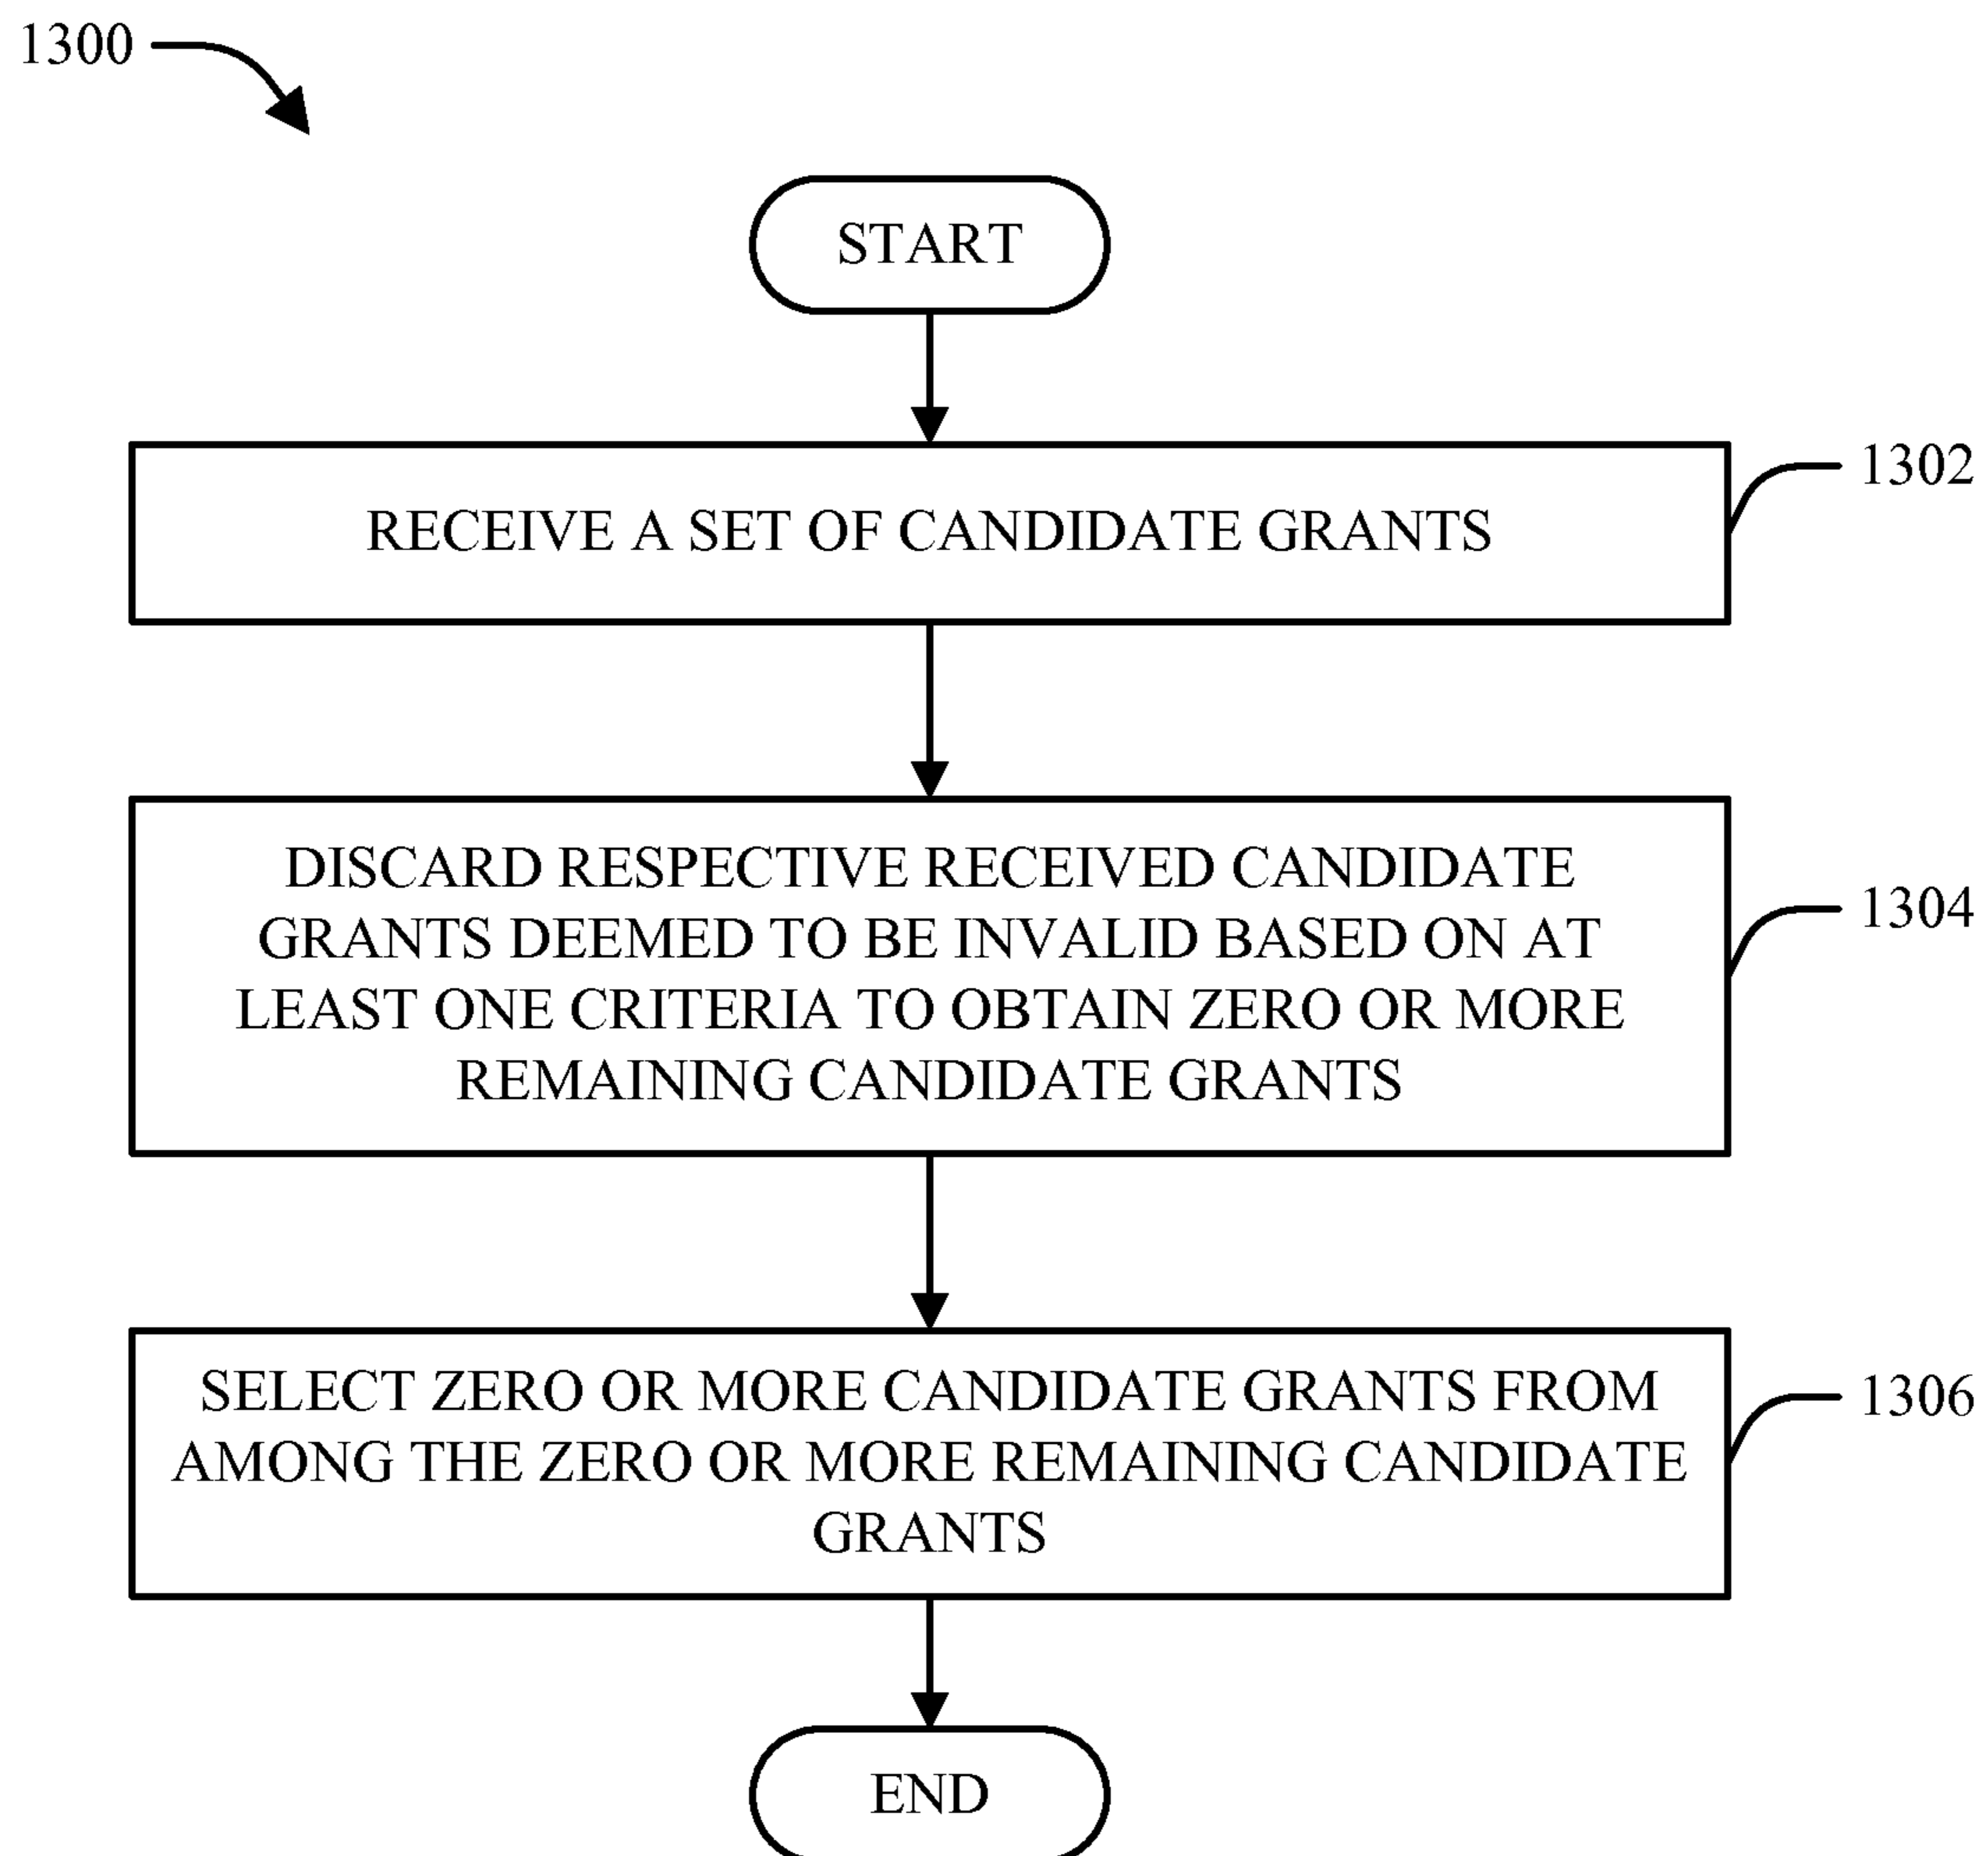 1300
START
RECEIVE A SET OF CANDIDATE GRANTS
1302
DISCARD RESPECTIVE RECEIVED CANDIDATE
GRANTS DEEMED TO BE INVALID BASED ON AT
LEAST ONE CRITERIA TO OBTAIN ZERO OR MORE
REMAINING CANDIDATE GRANTS
1304
SELECT ZERO OR MORE CANDIDATE GRANTS FROM
AMONG THE ZERO OR MORE REMAINING CANDIDATE
GRANTS
1306
END